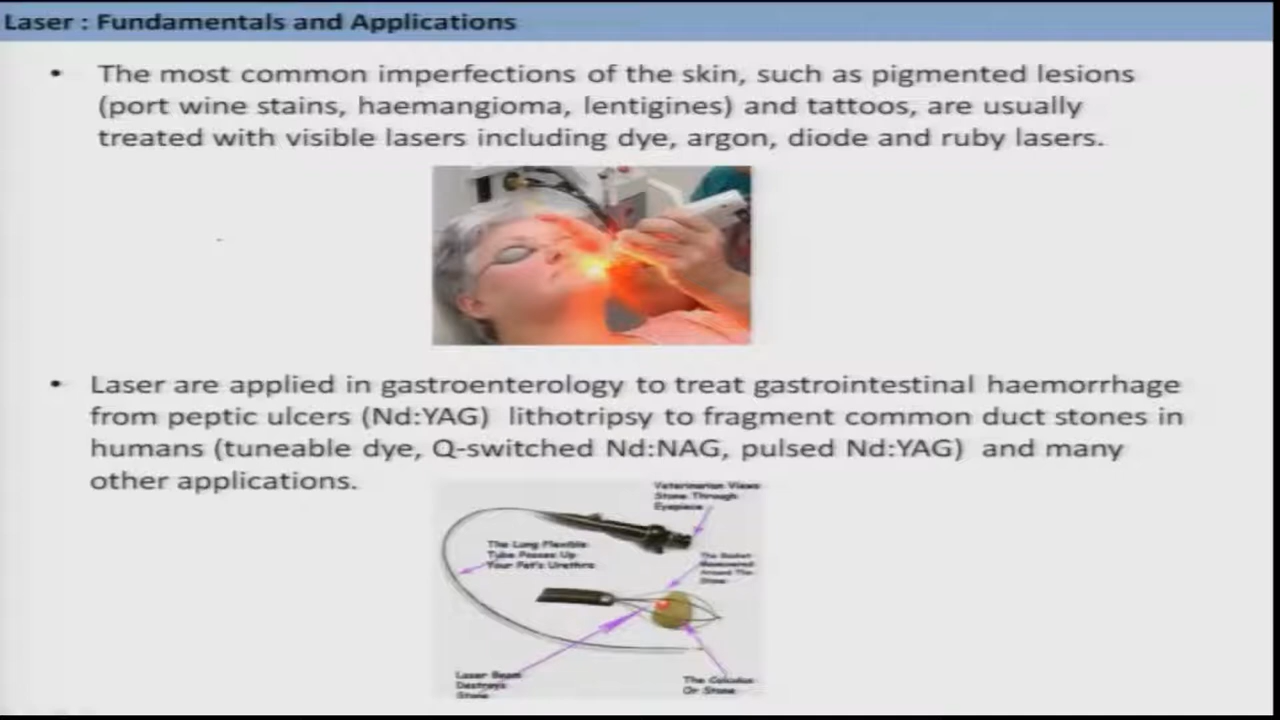 Laser : Fundamentals and Applications
• The most common imperfections of the skin, such as pigmented lesions
(port wine stains, haemangioma, lentigines) and tattoos, are usually
treated with visible lasers including dye, argon, diode and ruby lasers.
• Laser are applied in gastroenterology to treat gastrointestinal haemorrhage
from peptic ulcers (Nd:YAG) lithotripsy to fragment common duct stones in
humans (tuneable dye, Q-switched Nd:NAG, pulsed Nd:YAG) and many
other applications.
Veterinarian Views
Stone Through
Eyepiece
The Long Flexible
Tube Passes Up
Your Pet's Urethra
The Basket
Maneuvered
Around The
Stone
Laser Beam
Destroys
Stone
The Calculus
Or Stone